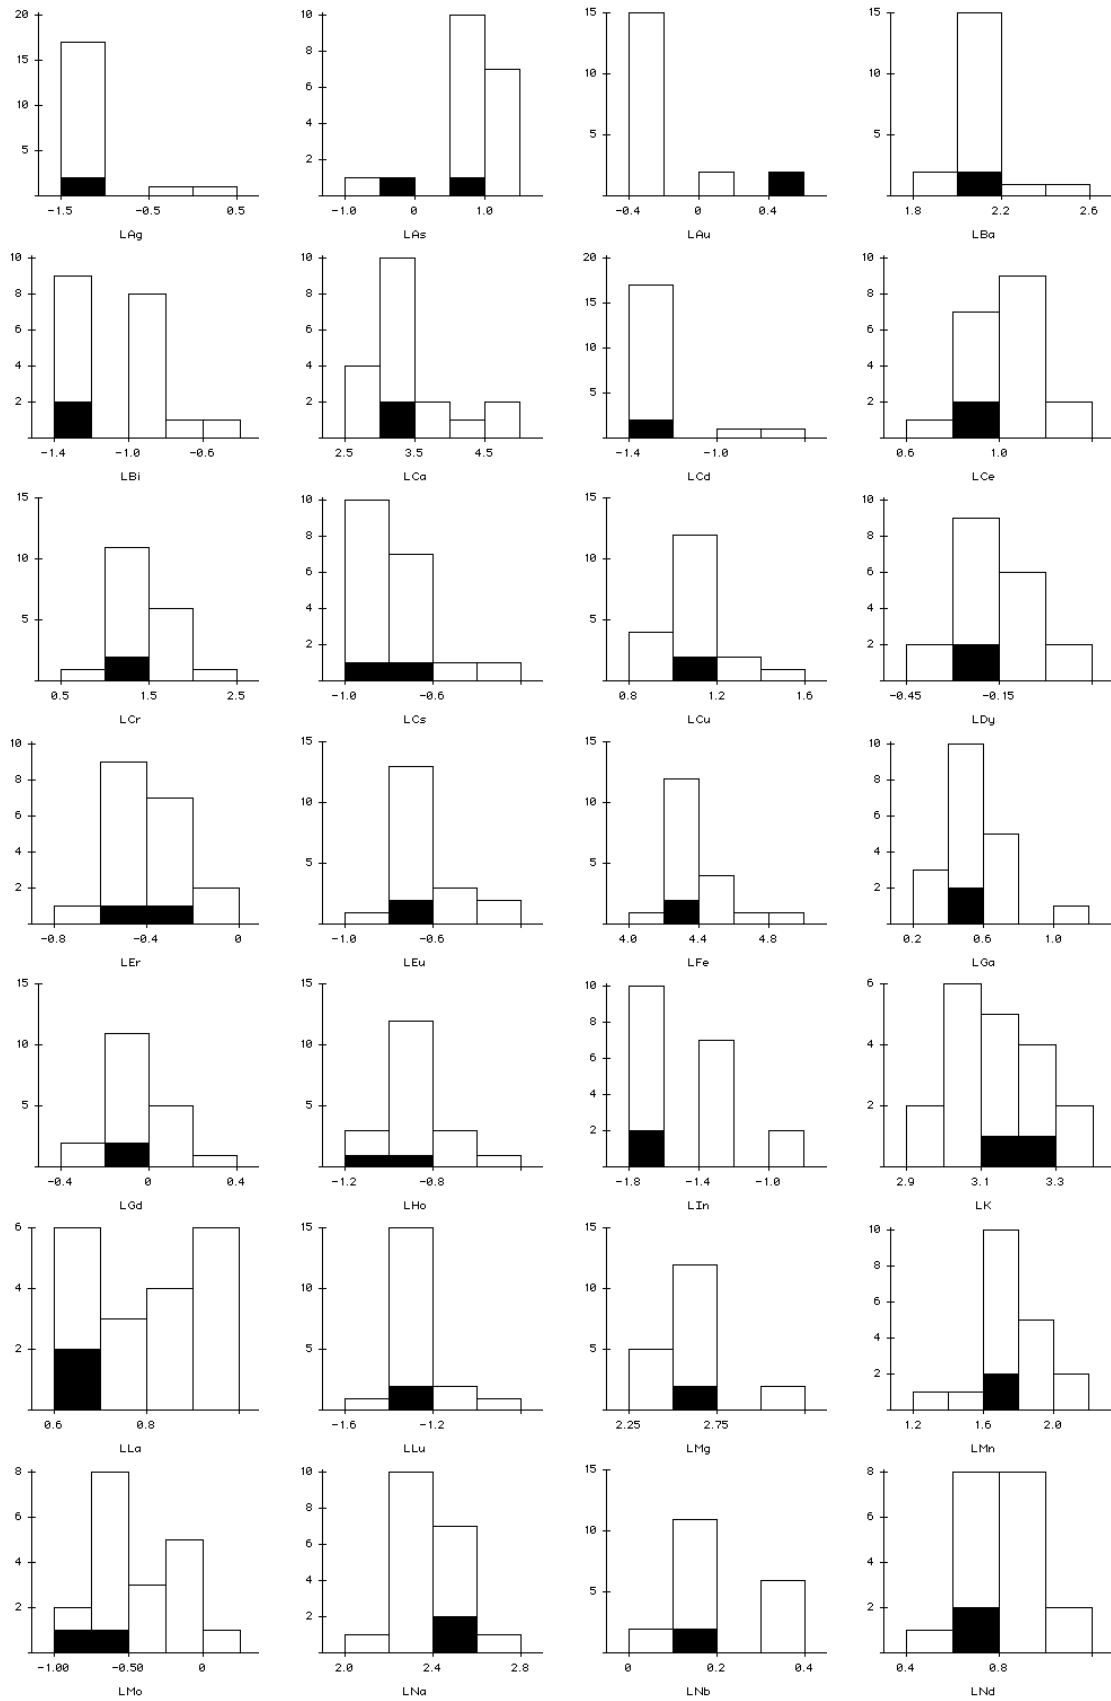 20 10 15 15
15 8 10 10
10 6 5 5
5 4
2
-1.5 -0.5 0.5 -1.0 0 1.0 -0.4 0 0.4 1.8 2.2 2.6
LAg LAs LAu LBa
10 10 20 10
8 8 15 8
6 6 10 6
4 4 5 4
2 2 2
-1.4 -1.0 -0.6 2.5 3.5 4.5 -1.4 -1.0 0.6 1.0
LBi LCa LCd LCe
15 10 15 10
10 8 10 8
5 6 5 6
4 4
2 2
0.5 1.5 2.5 -1.0 -0.6 0.8 1.2 1.6 -0.45 -0.15
LCr LCs LCu LDy
10 15 15 10
8 10 10 8
6 5 5 6
4 4
2 2
-0.8 -0.4 0 -1.0 -0.6 4.0 4.4 4.8 0.2 0.6 1.0
LEr LEu LFe LGa
15 15 10 6
10 10 8 4
5 5 6 2
4
2
-0.4 0 0.4 -1.2 -0.8 -1.8 -1.4 -1.0 2.9 3.1 3.3
LGd LHo LIn LK
6 15 15 10
4 10 10 8
2 5 5 6
4
2
0.6 0.8 -1.6 -1.2 2.25 2.75 1.2 1.6 2.0
LLa LLu LMg LMn
8 10 15 8
6 8 10 6
4 6 5 4
2 4 2
2
-1.00 -0.50 0 2.0 2.4 2.8 0 0.2 0.4 0.4 0.8
LMo LNa LNb LNd